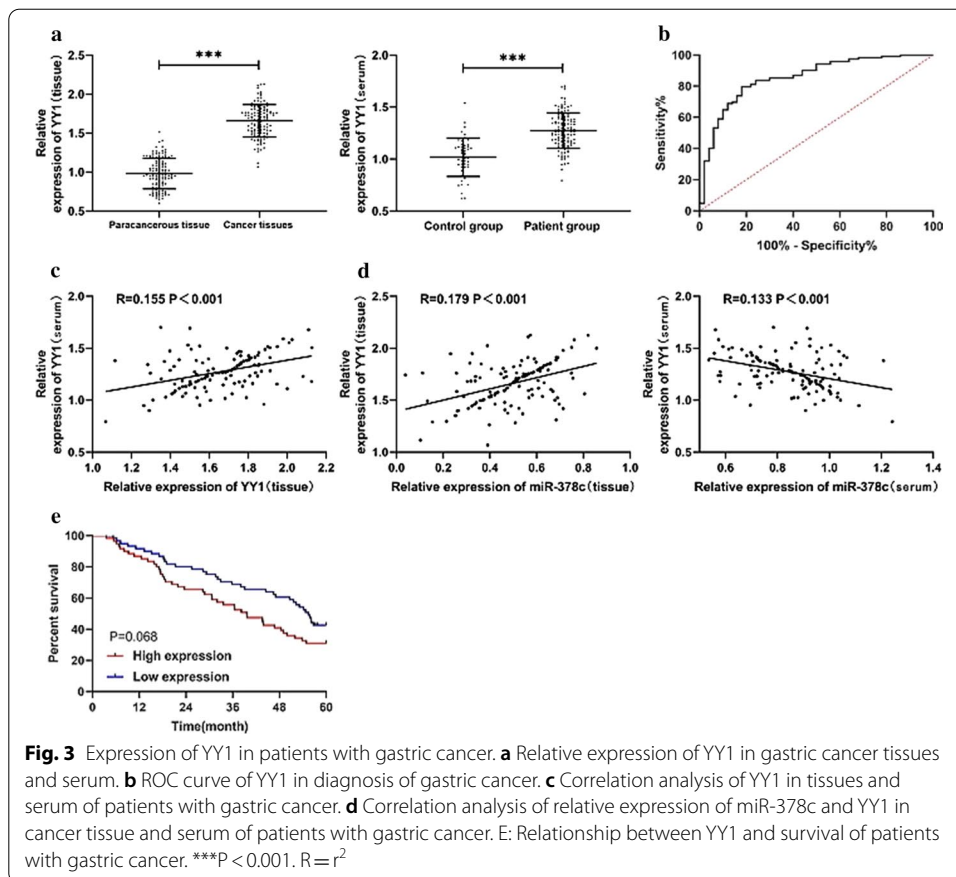 a
***
Relative
expression of YY1(tissue)
2.5
2.0
1.5
1.0
0.5
Paracancerous tissue
Cancer tissues
***
Relative
expression of YY1(serum)
2.0
1.5
1.0
0.5
Control group
Patient group
b
Sensitivity%
100
80
60
40
20
0
0 20 40 60 80 100
100% - Specificity%
c
R=0.155 P<0.001
Relative
expression of YY1(serum)
2.0
1.5
1.0
0.5
1.0 1.2 1.4 1.6 1.8 2.0 2.2
Relative expression of YY1(tissue)
d
R=0.179 P<0.001
Relative
expression of YY1(tissue)
2.5
2.0
1.5
1.0
0.0 0.2 0.4 0.6 0.8 1.0
Relative expression of miR-378c(tissue)
R=0.133 P<0.001
Relative
expression of YY1(serum)
2.0
1.5
1.0
0.5
0.6 0.8 1.0 1.2 1.4
Relative expression of miR-378c(serum)
e
Percent survival
100
80
60
40
20
0
P=0.068
High expression
Low expression
0 12 24 36 48 60
Time(month)
Fig. 3 Expression of YY1 in patients with gastric cancer. a Relative expression of YY1 in gastric cancer tissues
and serum. b ROC curve of YY1 in diagnosis of gastric cancer. c Correlation analysis of YY1 in tissues and
serum of patients with gastric cancer. d Correlation analysis of relative expression of miR-378c and YY1 in
cancer tissue and serum of patients with gastric cancer. E: Relationship between YY1 and survival of patients
with gastric cancer. ***P < 0.001. R = r²